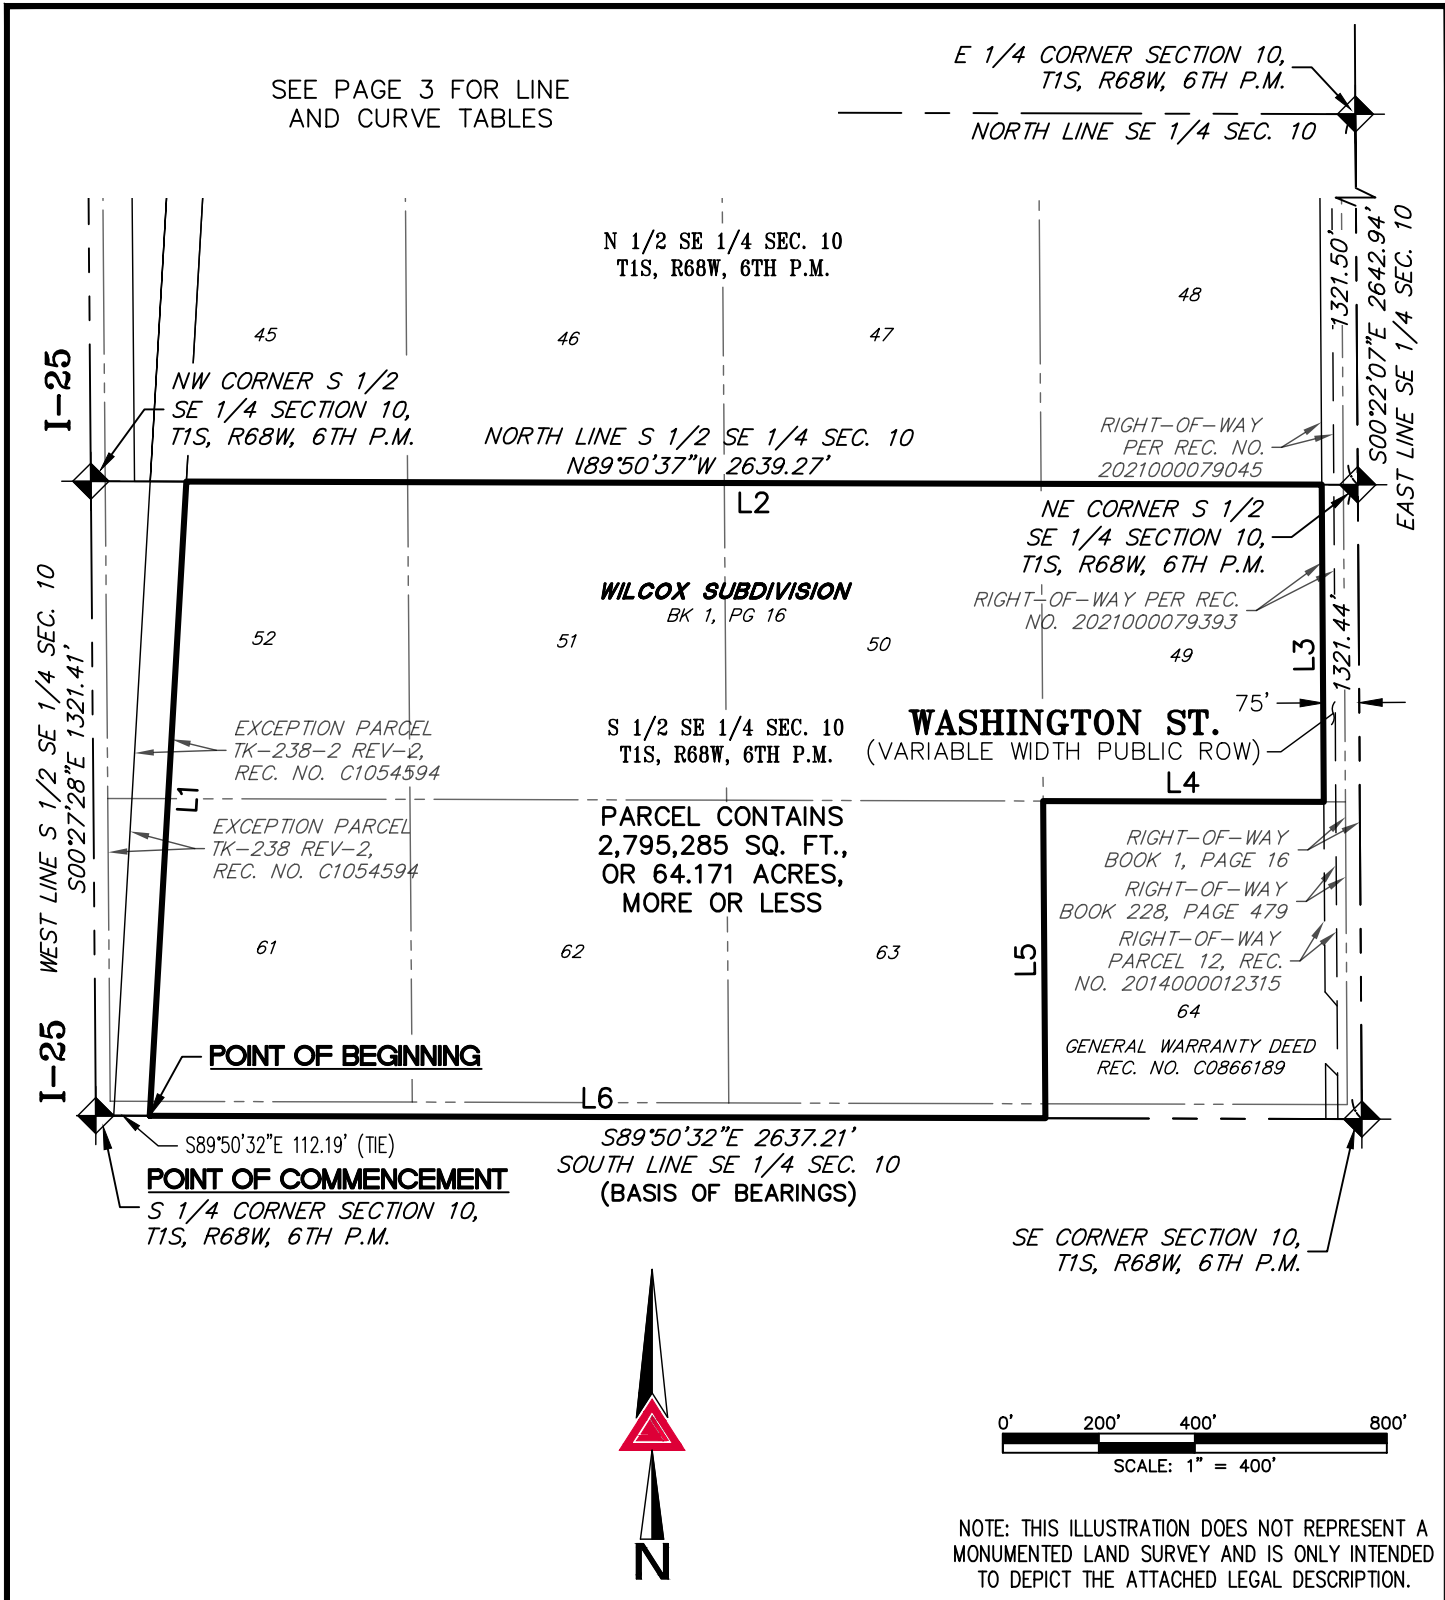 E 1/4 CORNER SECTION 10,
T1S, R68W, 6TH P.M.
SEE PAGE 3 FOR LINE
AND CURVE TABLES
NORTH LINE SE 1/4 SEC. 10
N 1/2 SE 1/4 SEC. 10
T1S, R68W, 6TH P.M.
45
46
47
48
1321.50'
S00°22'07"E 2642.94'
EAST LINE SE 1/4 SEC. 10
I-25
NW CORNER S 1/2
SE 1/4 SECTION 10,
T1S, R68W, 6TH P.M.
NORTH LINE S 1/2 SE 1/4 SEC. 10
N89°50'37"W 2639.27'
RIGHT-OF-WAY
PER REC. NO.
2021000079045
L2
NE CORNER S 1/2
SE 1/4 SECTION 10,
T1S, R68W, 6TH P.M.
WILCOX SUBDIVISION
BK 1, PG 16
RIGHT-OF-WAY PER REC.
NO. 2021000079393
52
51
50
49
L3
1321.44'
75'
WEST LINE S 1/2 SE 1/4 SEC. 10
S00°27'28"E 1321.41'
EXCEPTION PARCEL
TK-238-2 REV-2,
REC. NO. C1054594
S 1/2 SE 1/4 SEC. 10
T1S, R68W, 6TH P.M.
WASHINGTON ST.
(VARIABLE WIDTH PUBLIC ROW)
L4
L1
EXCEPTION PARCEL
TK-238 REV-2,
REC. NO. C1054594
PARCEL CONTAINS
2,795,285 SQ. FT.,
OR 64.171 ACRES,
MORE OR LESS
RIGHT-OF-WAY
BOOK 1, PAGE 16
RIGHT-OF-WAY
BOOK 228, PAGE 479
RIGHT-OF-WAY
PARCEL 12, REC.
NO. 2014000012315
61
62
63
L5
64
GENERAL WARRANTY DEED
REC. NO. C0866189
I-25
POINT OF BEGINNING
L6
S89°50'32"E 112.19' (TIE)
S89°50'32"E 2637.21'
SOUTH LINE SE 1/4 SEC. 10
(BASIS OF BEARINGS)
POINT OF COMMENCEMENT
S 1/4 CORNER SECTION 10,
T1S, R68W, 6TH P.M.
SE CORNER SECTION 10,
T1S, R68W, 6TH P.M.
N
0' 200' 400' 800'
SCALE: 1" = 400'
NOTE: THIS ILLUSTRATION DOES NOT REPRESENT A
MONUMENTED LAND SURVEY AND IS ONLY INTENDED
TO DEPICT THE ATTACHED LEGAL DESCRIPTION.